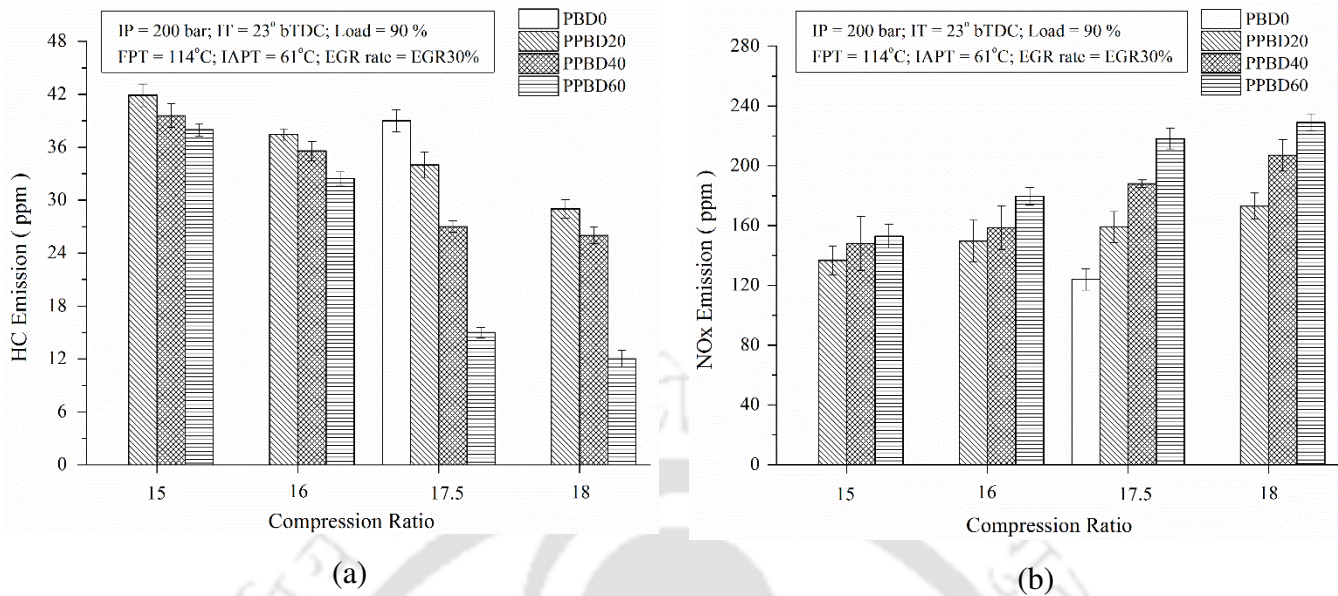 IP = 200 bar; IT = 23° bTDC; Load = 90 %
FPT = 114°C; IAPT = 61°C; EGR rate = EGR30%
PBD0
PPBD20
PPBD40
PPBD60
HC Emission ( ppm )
48
42
36
30
24
18
12
6
0
15
16
17.5
18
Compression Ratio
(a)
IP = 200 bar; IT = 23° bTDC; Load = 90 %
FPT = 114°C; IAPT = 61°C; EGR rate = EGR30%
PBD0
PPBD20
PPBD40
PPBD60
NOx Emission ( ppm )
280
240
200
160
120
80
40
0
15
16
17.5
18
Compression Ratio
(b)